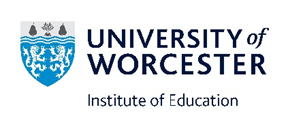 UNIVERSITY of
WORCESTER
Institute of Education